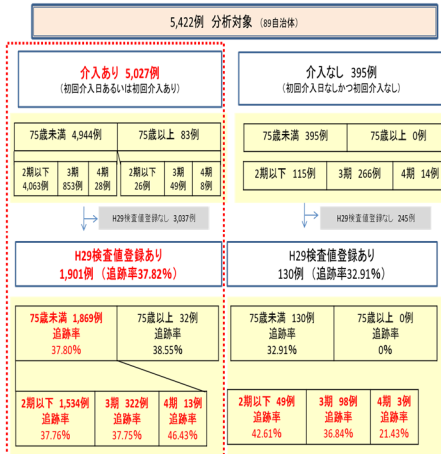 5,422例 分析対象 (89自治体)
介入あり 5,027例
(初回介入日あるいは初回介入あり)
介入なし 395例
(初回介入日なしかつ初回介入なし)
75歳未満 4,944例
75歳以上 83例
2期以下
4,063例
3期
853例
4期
28例
2期以下
26例
3期
49例
4期
8例
75歳未満 395例
75歳以上 0例
2期以下 115例
3期 266例
4期 14例
H29検査値登録なし 3,037例
H29検査値登録なし 245例
H29検査値登録あり
1,901例 (追跡率37.82%)
H29検査値登録あり
130例 (追跡率32.91%)
75歳未満 1,869例
追跡率
37.80%
75歳以上 32例
追跡率
38.55%
75歳未満 130例
追跡率
32.91%
75歳以上 0例
追跡率
0%
2期以下 1,534例
追跡率
37.76%
3期 322例
追跡率
37.75%
4期 13例
追跡率
46.43%
2期以下 49例
追跡率
42.61%
3期 98例
追跡率
36.84%
4期 3例
追跡率
21.43%